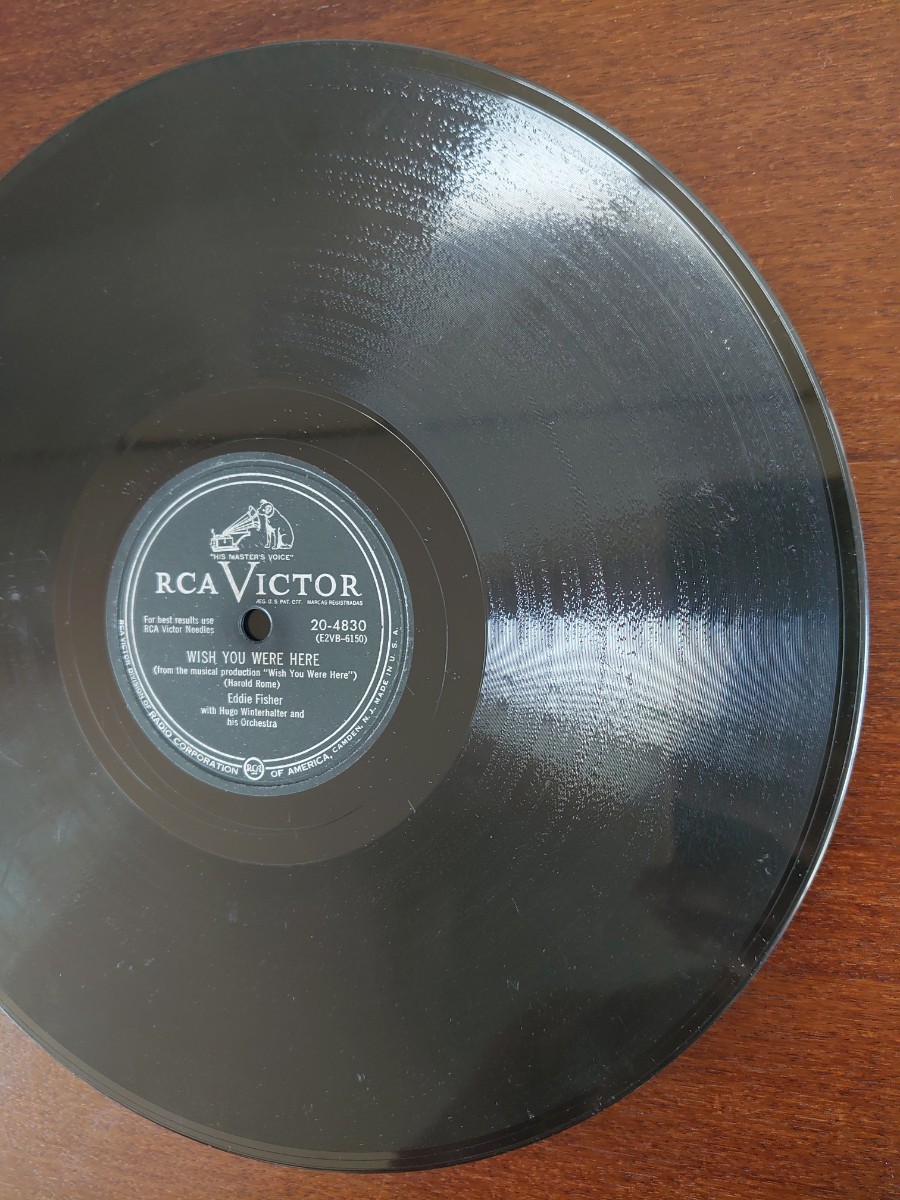 "HIS MASTER'S VOICE"
RCA VICTOR
REG. U. S. PAT. OFF. MARCAS REGISTRADAS
For best results use
RCA Victor Needles
20-4830
(E2VB-6150)
WISH YOU WERE HERE
(from the musical production "Wish You Were Here")
(Harold Rome)
Eddie Fisher
with Hugo Winterhalter and
his Orchestra
RCA VICTOR DIVISION OF RADIO CORPORATION RCA OF AMERICA, CAMDEN, N. J. MADE IN U. S. A.